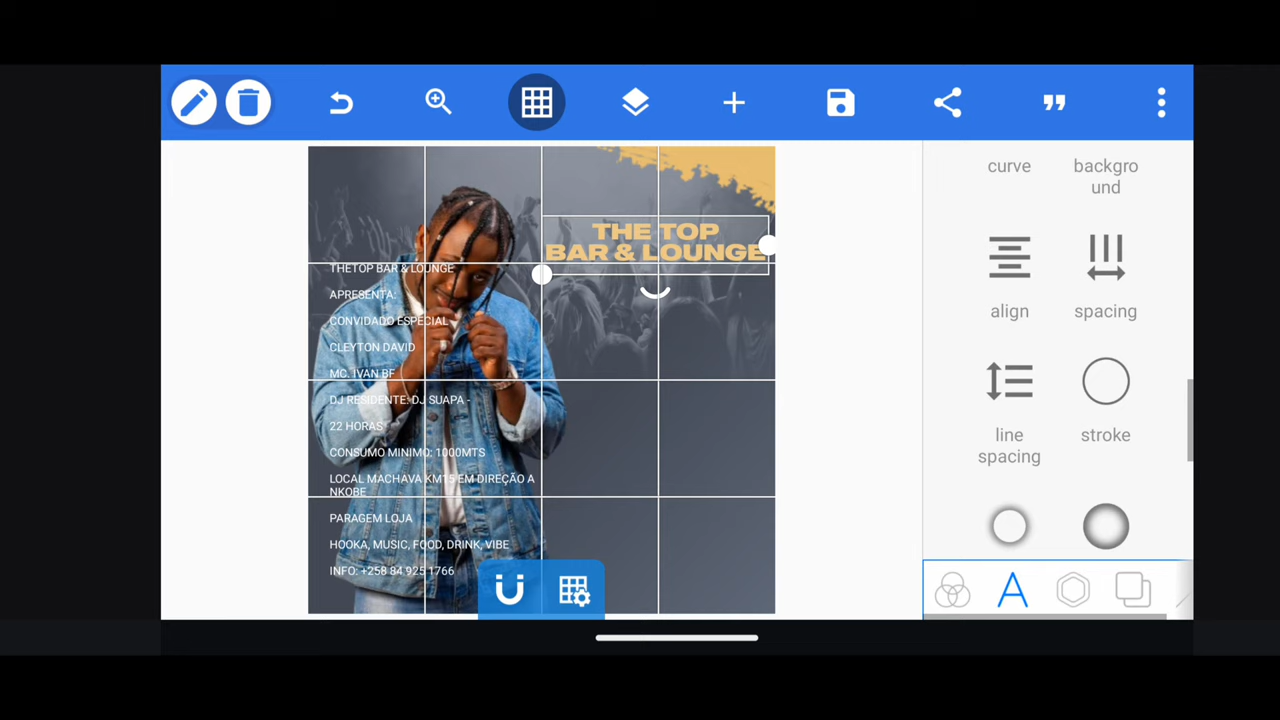 THE TOP
BAR & LOUNGE
THETOP BAR & LOUNGE
APRESENTA:
CONVIDADO ESPECIAL
CLEYTON DAVID
MC. IVAN BF
DJ RESIDENTE: DJ SUAPA -
22 HORAS
CONSUMO MINIMO: 1000MTS
LOCAL MACHAVA KM15 EM DIREÇÃO A
NKOBE
PARAGEM LOJA
HOOKA, MUSIC, FOOD, DRINK, VIBE
INFO: +258 84 925 1766
curve
backgro
und
align
spacing
line
spacing
stroke